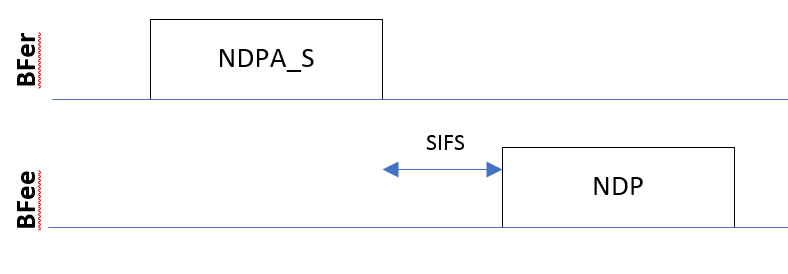 BFer
NDPA_S
SIFS
BFee
NDP